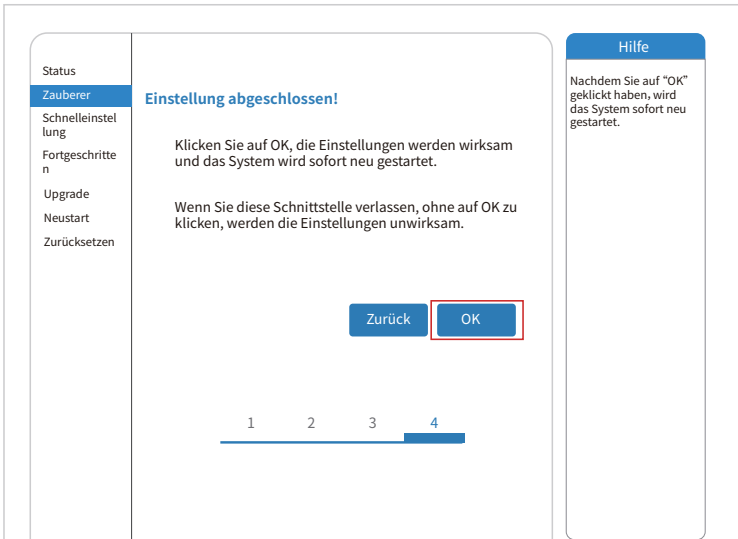 Status
Zauberer
Schnelleinstel
lung
Fortgeschritte
n
Upgrade
Neustart
Zurücksetzen
Einstellung abgeschlossen!
Klicken Sie auf OK, die Einstellungen werden wirksam
und das System wird sofort neu gestartet.
Wenn Sie diese Schnittstelle verlassen, ohne auf OK zu
klicken, werden die Einstellungen unwirksam.
Zurück
OK
1
2
3
4
Hilfe
Nachdem Sie auf “OK”
geklickt haben, wird
das System sofort neu
gestartet.